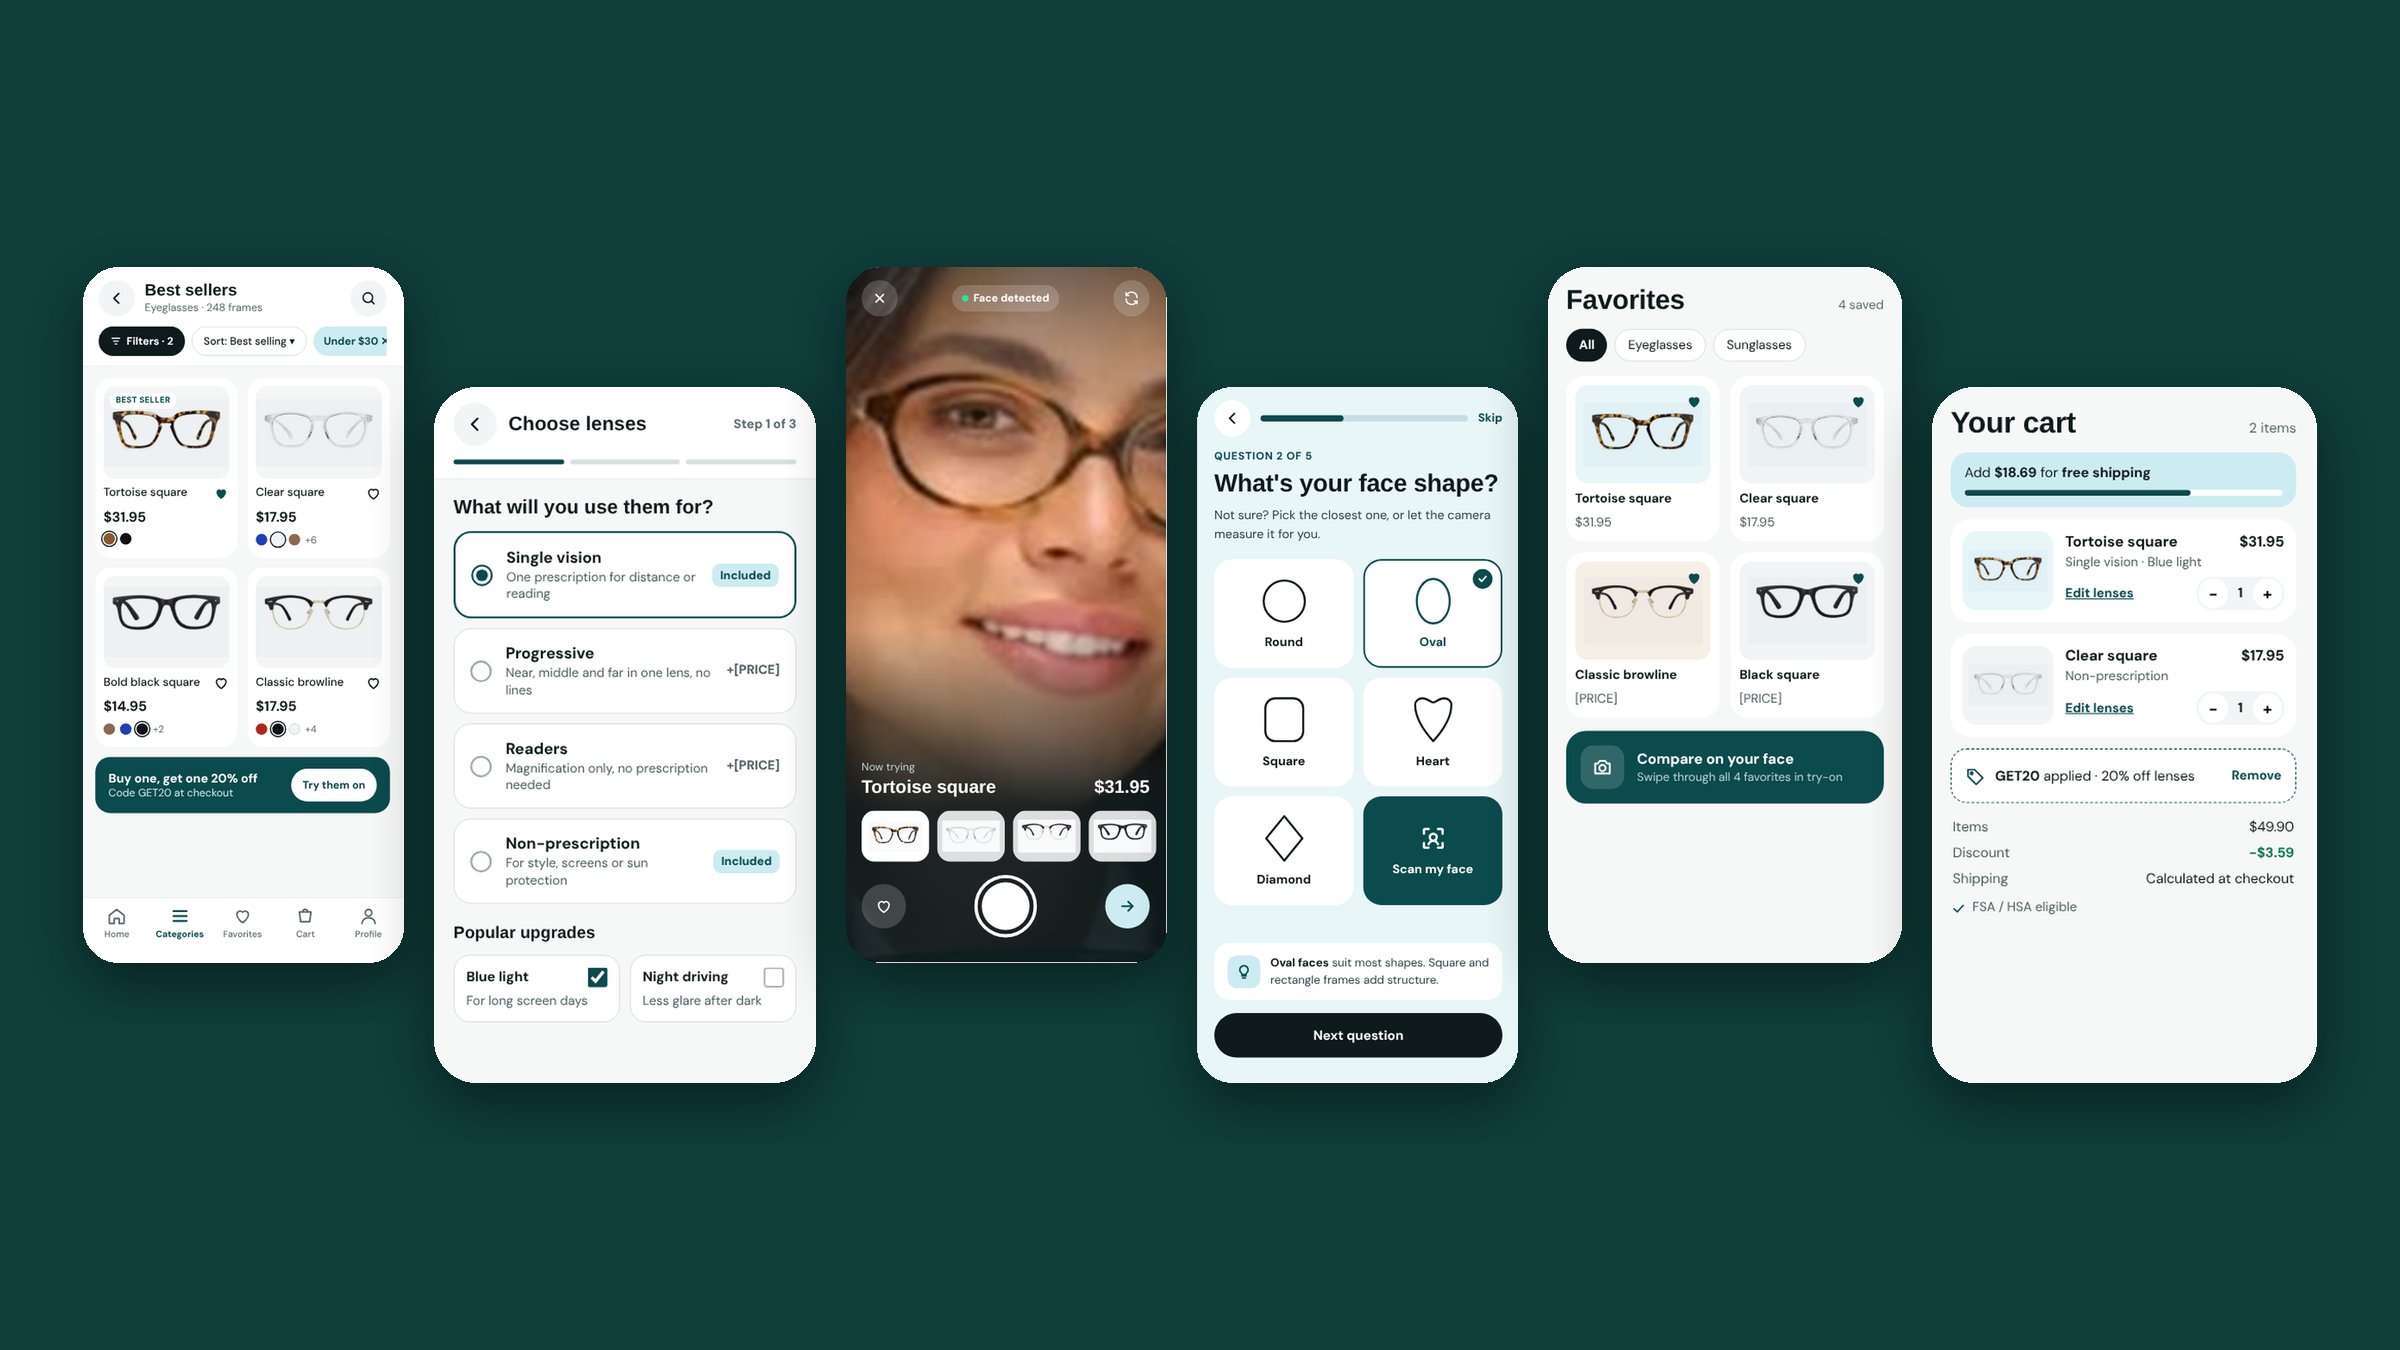 Best sellers
Eyeglasses · 248 frames
Filters · 2
Sort: Best selling ▾
Under $30 ×
BEST SELLER
Tortoise square
$31.95
Clear square
$17.95
+6
Bold black square
$14.95
+2
Classic browline
$17.95
+4
Buy one, get one 20% off
Code GET20 at checkout
Try them on
Home
Categories
Favorites
Cart
Profile
Choose lenses
Step 1 of 3
What will you use them for?
Single vision
One prescription for distance or
reading
Included
Progressive
Near, middle and far in one lens, no
lines
+[PRICE]
Readers
Magnification only, no prescription
needed
+[PRICE]
Non-prescription
For style, screens or sun
protection
Included
Popular upgrades
Blue light
For long screen days
Night driving
Less glare after dark
Face detected
Now trying
Tortoise square
$31.95
Skip
QUESTION 2 OF 5
What's your face shape?
Not sure? Pick the closest one, or let the camera
measure it for you.
Round
Oval
Square
Heart
Diamond
Scan my face
Oval faces suit most shapes. Square and
rectangle frames add structure.
Next question
Favorites
4 saved
All
Eyeglasses
Sunglasses
Tortoise square
$31.95
Clear square
$17.95
Classic browline
[PRICE]
Black square
[PRICE]
Compare on your face
Swipe through all 4 favorites in try-on
Your cart
2 items
Add $18.69 for free shipping
Tortoise square
$31.95
Single vision · Blue light
Edit lenses
- 1 +
Clear square
$17.95
Non-prescription
Edit lenses
- 1 +
GET20 applied · 20% off lenses
Remove
Items
$49.90
Discount
-$3.59
Shipping
Calculated at checkout
FSA / HSA eligible